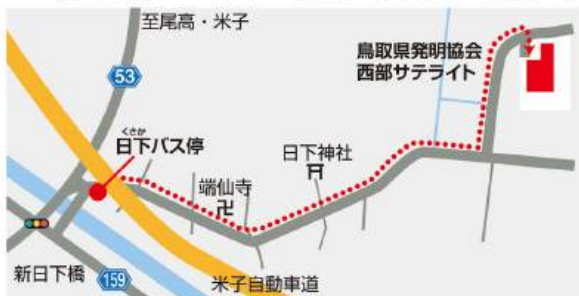 至尾高・米子
53
鳥取県発明協会
西部サテライト
くさか
日下バス停
日下神社
端仙寺
新日下橋
159
米子自動車道